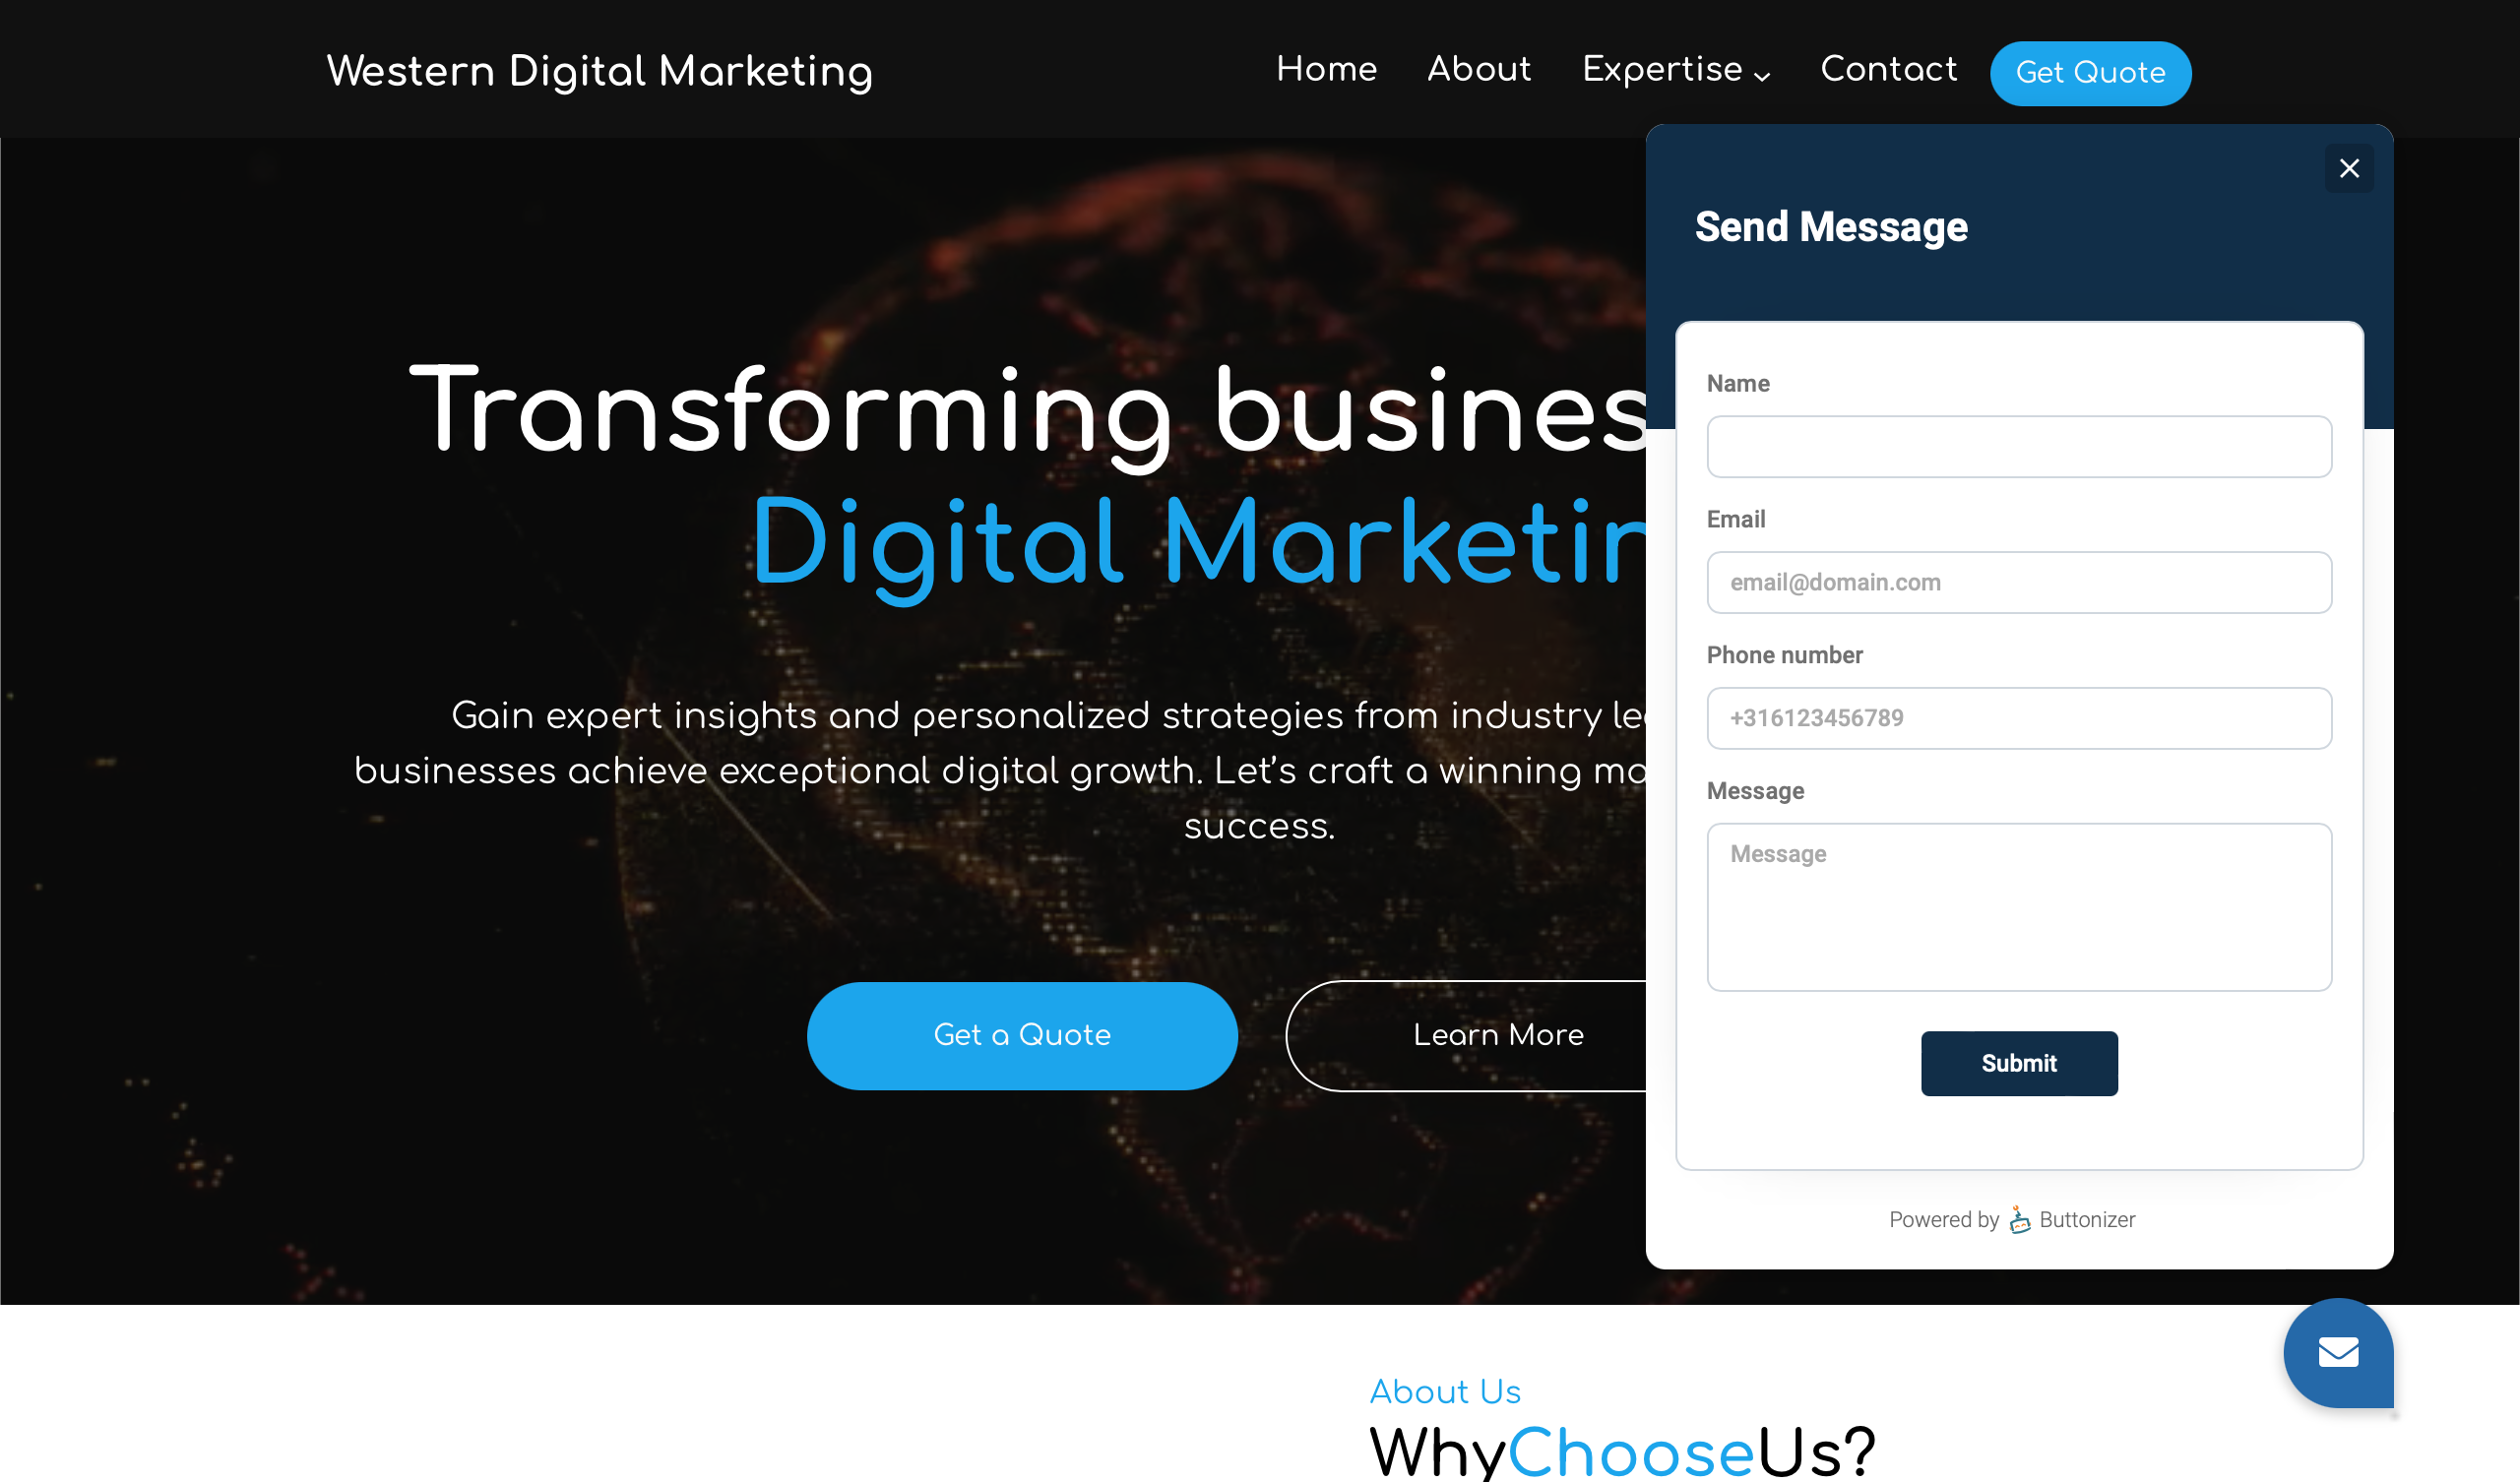 Western Digital Marketing
Home About Expertise Contact Get Quote
Transforming busines
Digital Marketin
Gain expert insights and personalized strategies from industry
businesses achieve exceptional digital growth. Let's craft a winning
success.
Get a Quote
Learn More
Send Message
Name
Email
email@domain.com
Phone number
+316123456789
Message
Message
Submit
Powered by Buttonizer
About Us
WhyChooseUs?